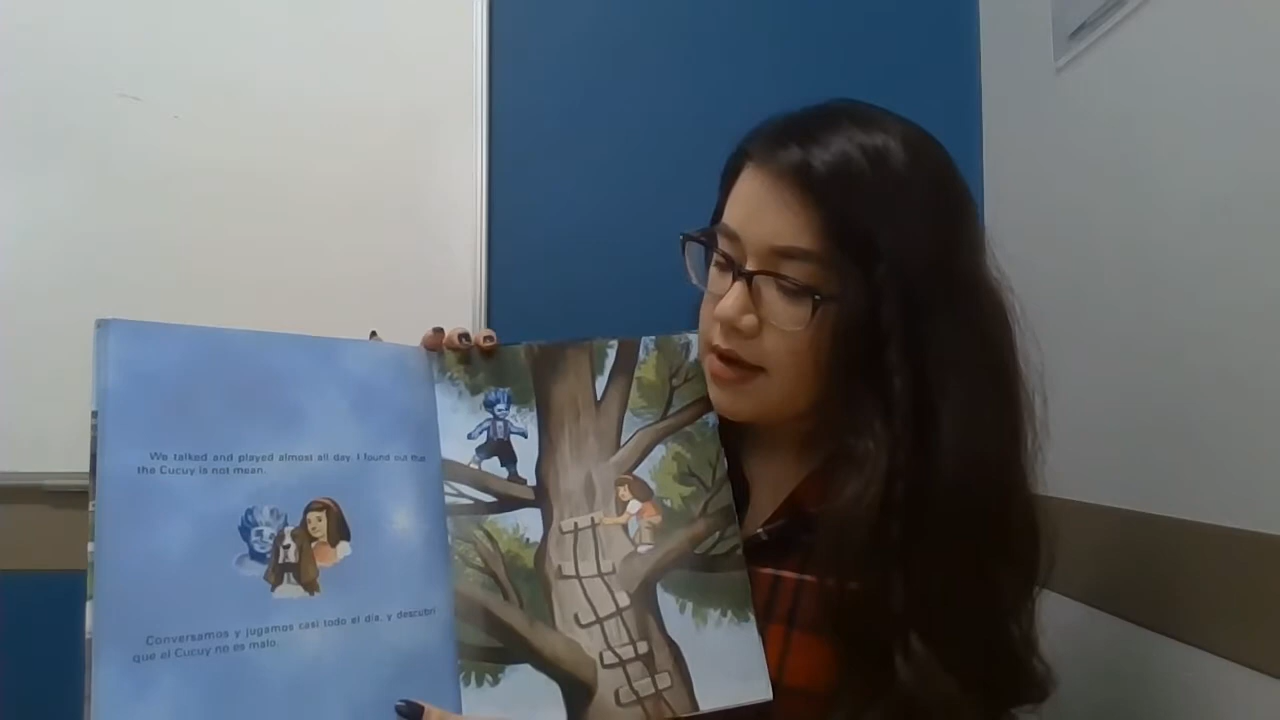 We talked and played almost all day. I found out that
the Cucuy is not mean.
Conversamos y jugamos casi todo el día, y descubrí
que el Cucuy no es malo.